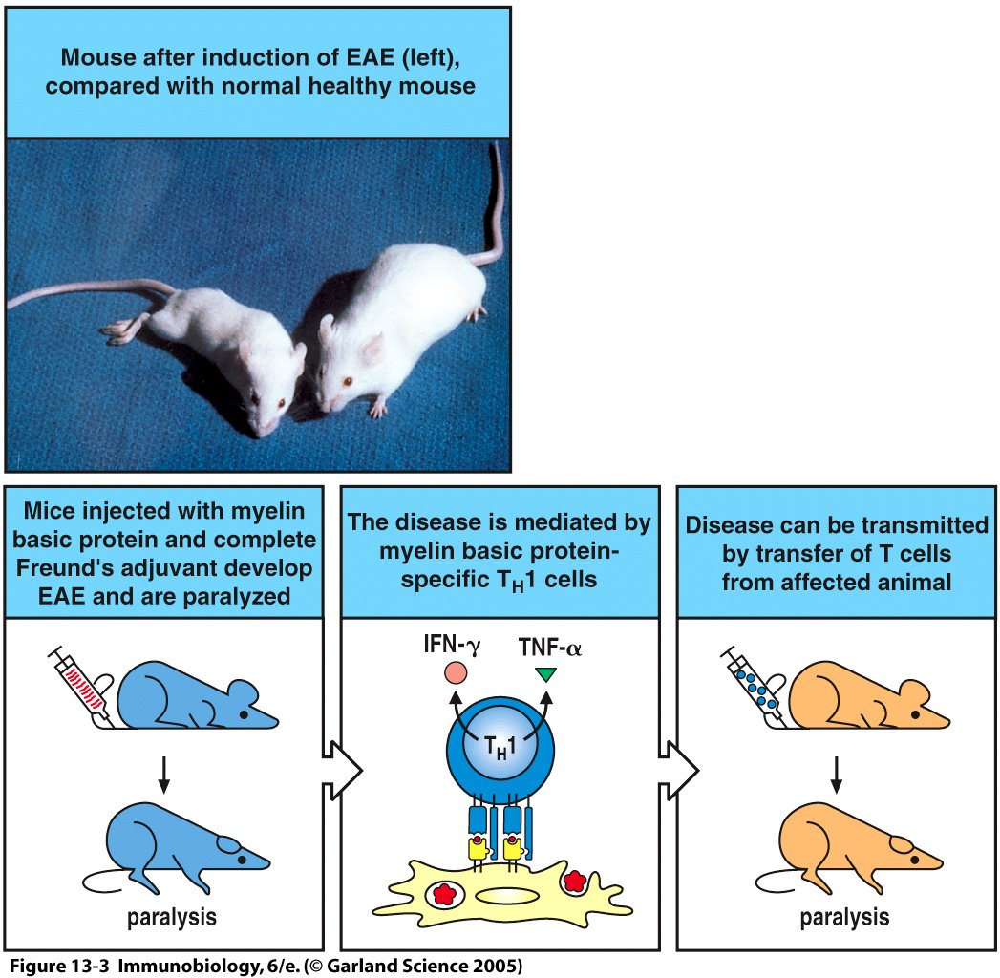 Mouse after induction of EAE (left),
compared with normal healthy mouse
Mice injected with myelin
basic protein and complete
Freund's adjuvant develop
EAE and are paralyzed
paralysis
The disease is mediated by
myelin basic protein-
specific TH1 cells
IFN-γ
TNF-α
TH1
Disease can be transmitted
by transfer of T cells
from affected animal
paralysis
Figure 13-3 Immunobiology, 6/e. (© Garland Science 2005)